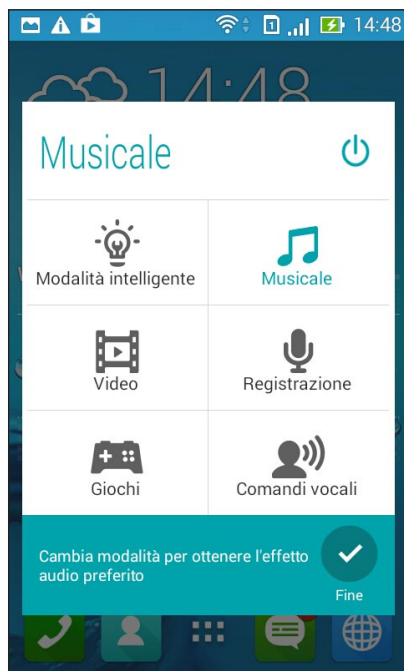 1 14:48
14:48
Musicale
Modalità intelligente
Musicale
Video
Registrazione
Giochi
Comandi vocali
Cambia modalità per ottenere l'effetto
audio preferito
Fine